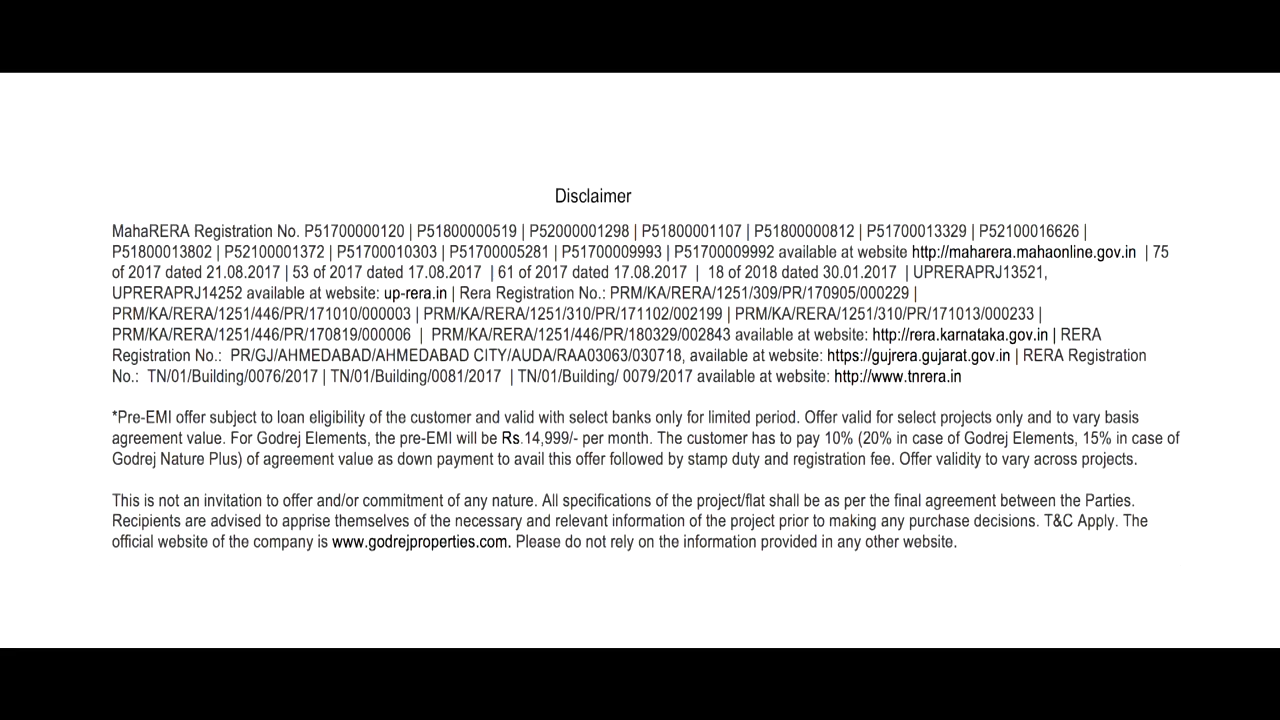 Disclaimer
MahaRERA Registration No. P51700000120 | P51800000519 | P52000001298 | P51800001107 | P51800000812 | P51700013329 | P52100016626 |
P51800013802 | P52100001372 | P51700010303 | P51700005281 | P51700009993 | P51700009992 available at website http://maharera.mahaonline.gov.in | 75
of 2017 dated 21.08.2017 | 53 of 2017 dated 17.08.2017 | 61 of 2017 dated 17.08.2017 | 18 of 2018 dated 30.01.2017 | UPRERAPRJ13521,
UPRERAPRJ14252 available at website: up-rera.in | Rera Registration No.: PRM/KA/RERA/1251/309/PR/170905/000229 |
PRM/KA/RERA/1251/446/PR/171010/000003 | PRM/KA/RERA/1251/310/PR/171102/002199 | PRM/KA/RERA/1251/310/PR/171013/000233 |
PRM/KA/RERA/1251/446/PR/170819/000006 | PRM/KA/RERA/1251/446/PR/180329/002843 available at website: http://rera.karnataka.gov.in | RERA
Registration No.: PR/GJ/AHMEDABAD/AHMEDABAD CITY/AUDA/RAA03063/030718, available at website: https://gujrera.gujarat.gov.in | RERA Registration
No.: TN/01/Building/0076/2017 | TN/01/Building/0081/2017 | TN/01/Building/ 0079/2017 available at website: http://www.tnrera.in
*Pre-EMI offer subject to loan eligibility of the customer and valid with select banks only for limited period. Offer valid for select projects only and to vary basis
agreement value. For Godrej Elements, the pre-EMI will be Rs.14,999/- per month. The customer has to pay 10% (20% in case of Godrej Elements, 15% in case of
Godrej Nature Plus) of agreement value as down payment to avail this offer followed by stamp duty and registration fee. Offer validity to vary across projects.
This is not an invitation to offer and/or commitment of any nature. All specifications of the project/flat shall be as per the final agreement between the Parties.
Recipients are advised to apprise themselves of the necessary and relevant information of the project prior to making any purchase decisions. T&C Apply. The
official website of the company is www.godrejproperties.com. Please do not rely on the information provided in any other website.